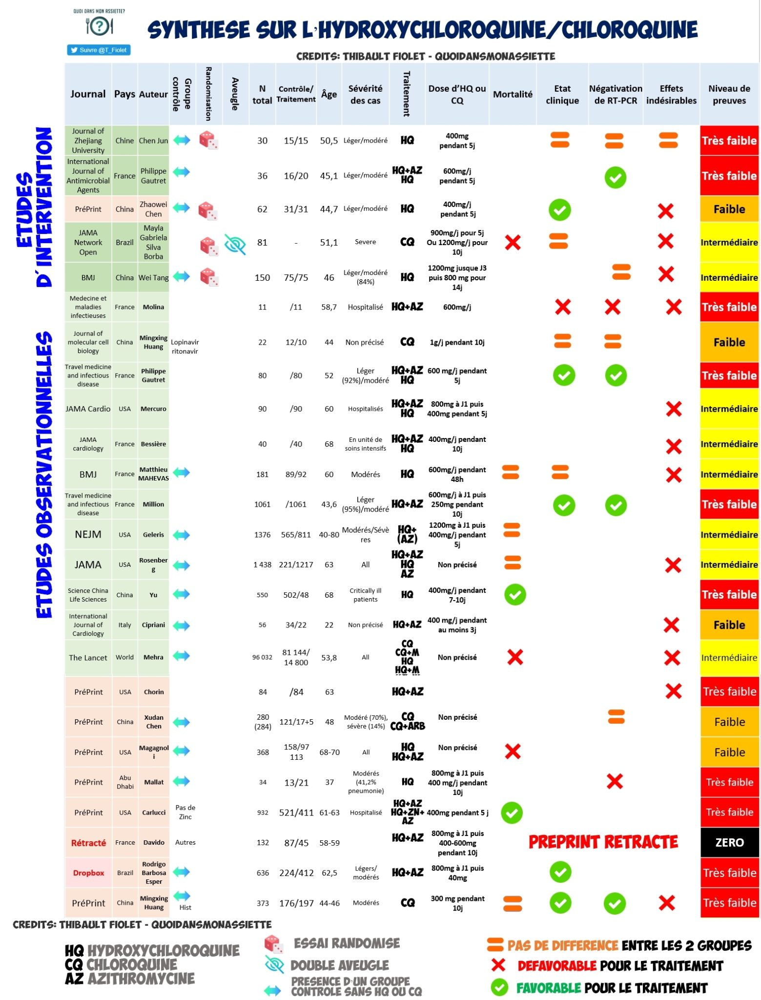 QUOI DANS MON ASSIETTE?
?
Suivre @T_Fiolet
SYNTHESE SUR L'HYDROXYCHLOROQUINE/CHLOROQUINE
CREDITS: THIBAULT FIOLET - QUOIDANSMONASSIETTE
Journal Pays Auteur Groupe contrôle Randomisation Aveugle N total Contrôle/Traitement Âge Sévérité des cas Traitement Dose d'HQ ou CQ Mortalité Etat clinique Négativation de RT-PCR Effets indésirables Niveau de preuves
ETUDES D'INTERVENTION
Journal of Zhejiang University Chine Chen Jun 30 15/15 50,5 Léger/modéré HQ 400mg pendant 5j Très faible
International Journal of Antimicrobial Agents France Philippe Gautret 36 16/20 45,1 Léger/modéré HQ+AZ HQ 600mg/j pendant 5j Très faible
PréPrint China Zhaowei Chen 62 31/31 44,7 Léger/modéré HQ 400mg/j pendant 5j Faible
JAMA Network Open Brazil Mayla Gabriela Silva Borba 81 - 51,1 Severe CQ 900mg/j pour 5j Ou 1200mg/j pour 10j Intermédiaire
BMJ China Wei Tang 150 75/75 46 Léger/modéré (84%) HQ 1200mg jusque J3 puis 800 mg pour 14j Intermédiaire
ETUDES OBSERVATIONNELLES
Medecine et maladies infectieuses France Molina 11 /11 58,7 Hospitalisé HQ+AZ 600mg/j Très faible
Journal of molecular cell biology China Mingxing Huang Lopinavir ritonavir 22 12/10 44 Non précisé CQ 1g/j pendant 10j Faible
Travel medicine and infectious disease France Philippe Gautret 80 /80 52 Léger (92%)/modéré HQ+AZ HQ 600 mg/j pendant 5j Très faible
JAMA Cardio USA Mercuro 90 /90 60 Hospitalisés HQ+AZ HQ 800mg à J1 puis 400mg pendant 5j Intermédiaire
JAMA cardiology France Bessière 40 /40 68 En unité de soins intensifs HQ+AZ HQ 400mg/j pendant 10j Intermédiaire
BMJ France Matthieu MAHEVAS 181 89/92 60 Modérés HQ 600mg/j pendant 48h Intermédiaire
Travel medicine and infectious disease France Million 1061 /1061 43,6 Léger (95%)/modéré HQ+AZ 600mg/j à J1 puis 250mg pendant 10j Très faible
NEJM USA Geleris 1376 565/811 40-80 Modérés/Sévères HQ+ (AZ) 1200mg à J1 puis 400mg/j pendant 5j Intermédiaire
JAMA USA Rosenberg 1 438 221/1217 63 All HQ+AZ HQ AZ Non précisé Intermédiaire
Science China Life Sciences China Yu 550 502/48 68 Critically ill patients HQ 400mg/j pendant 7-10j Très faible
International Journal of Cardiology Italy Cipriani 56 34/22 22 Non précisé HQ+AZ 400 mg/j pendant au moins 3j Faible
The Lancet World Mehra 96 032 81 144/ 14 800 53,8 All CQ CQ+M HQ HQ+M Non précisé Intermédiaire
PréPrint USA Chorin 84 /84 63 HQ+AZ Très faible
PréPrint China Xudan Chen 280 (284) 121/17+5 48 Modéré (70%), sévère (14%) CQ CQ+ARB Non précisé Faible
PréPrint USA Magagnoli 368 158/97 113 68-70 All HQ HQ+AZ Non précisé Faible
PréPrint Abu Dhabi Mallat 34 13/21 37 Modérés (41,2% pneumonie) HQ 800mg à J1 puis 400 mg/j pendant 10j Très faible
PréPrint USA Carlucci Pas de Zinc 932 521/411 61-63 Hospitalisé HQ+AZ HQ+ZN+AZ 400mg pendant 5 j Très faible
Rétracté France Davido Autres 132 87/45 58-59 HQ+AZ 800mg à J1 puis 400-600mg pendant 10j PREPRINT RETRACTE ZERO
Dropbox Brazil Rodrigo Barbosa Esper 636 224/412 62,5 Légers/modérés HQ+AZ 800mg à J1 puis 40mg Très faible
PréPrint China Mingxing Huang Hist 373 176/197 44-46 Modérés CQ 300 mg pendant 10j Très faible
CREDITS: THIBAULT FIOLET - QUOIDANSMONASSIETTE
HQ HYDROXYCHLOROQUINE
CQ CHLOROQUINE
AZ AZITHROMYCINE
ESSAI RANDOMISE
DOUBLE AVEUGLE
PRESENCE D'UN GROUPE
CONTROLE SANS HQ OU CQ
PAS DE DIFFERENCE ENTRE LES 2 GROUPES
DEFAVORABLE POUR LE TRAITEMENT
FAVORABLE POUR LE TRAITEMENT